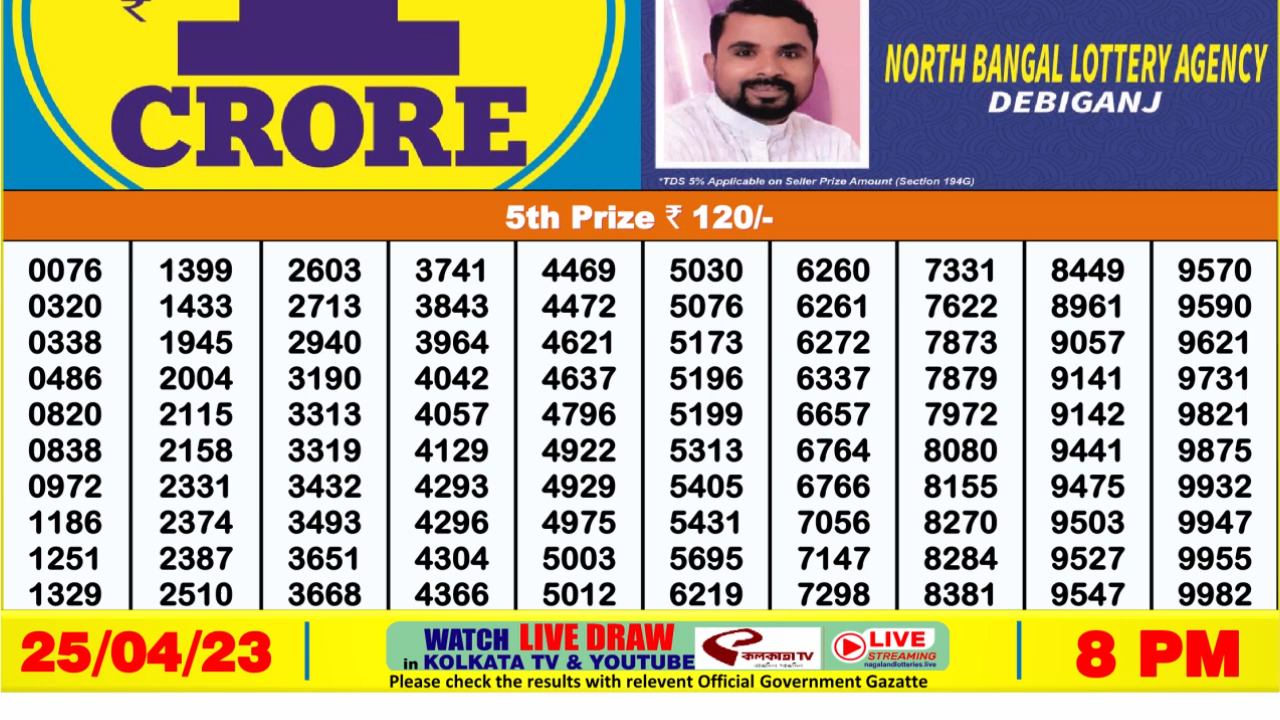 ₹
1
CRORE
NORTH BANGAL LOTTERY AGENCY
DEBIGANJ
*TDS 5% Applicable on Seller Prize Amount (Section 194G)
5th Prize ₹ 120/-
0076 1399 2603 3741 4469 5030 6260 7331 8449 9570
0320 1433 2713 3843 4472 5076 6261 7622 8961 9590
0338 1945 2940 3964 4621 5173 6272 7873 9057 9621
0486 2004 3190 4042 4637 5196 6337 7879 9141 9731
0820 2115 3313 4057 4796 5199 6657 7972 9142 9821
0838 2158 3319 4129 4922 5313 6764 8080 9441 9875
0972 2331 3432 4293 4929 5405 6766 8155 9475 9932
1186 2374 3493 4296 4975 5431 7056 8270 9503 9947
1251 2387 3651 4304 5003 5695 7147 8284 9527 9955
1329 2510 3668 4366 5012 6219 7298 8381 9547 9982
25/04/23
WATCH LIVE DRAW
in KOLKATA TV & YOUTUBE
কলকাতা TV
LIVE
STREAMING
nagalandlotteries.live
8 PM
Please check the results with relevent Official Government Gazatte